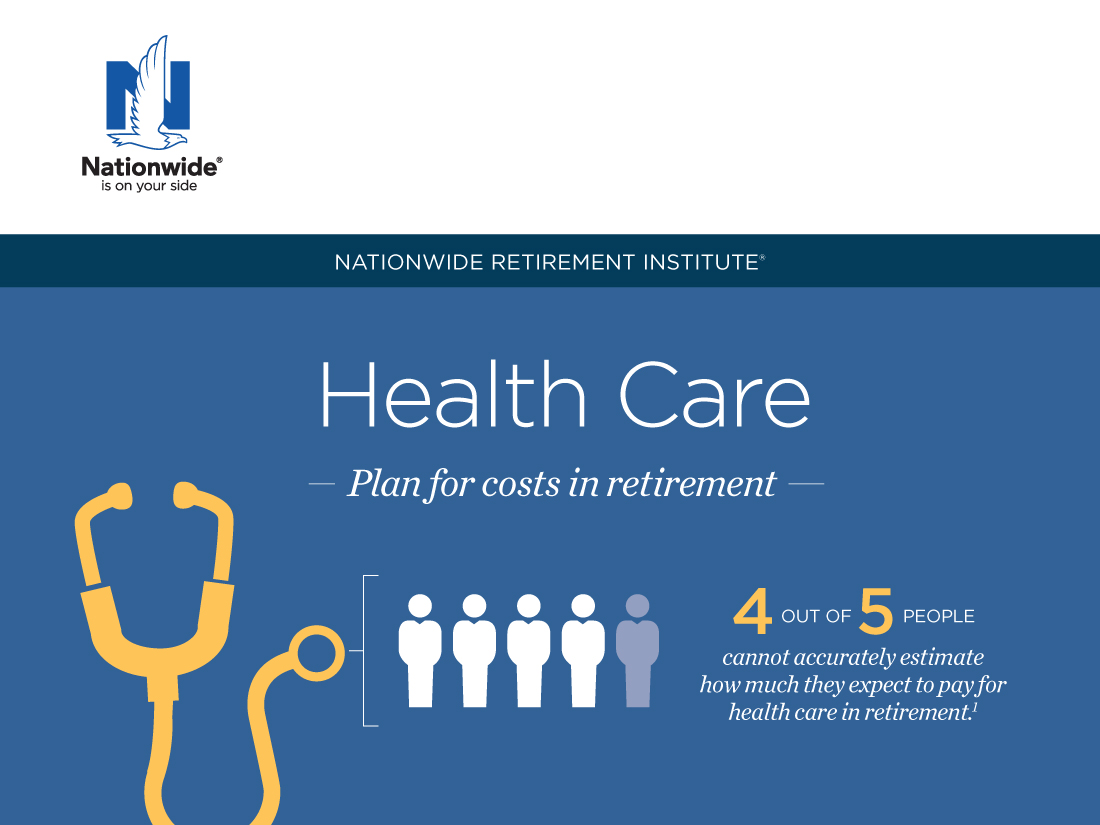 Nationwide®
is on your side
NATIONWIDE RETIREMENT INSTITUTE®
Health Care
Plan for costs in retirement
4 OUT OF 5 PEOPLE
cannot accurately estimate
how much they expect to pay for
health care in retirement.¹